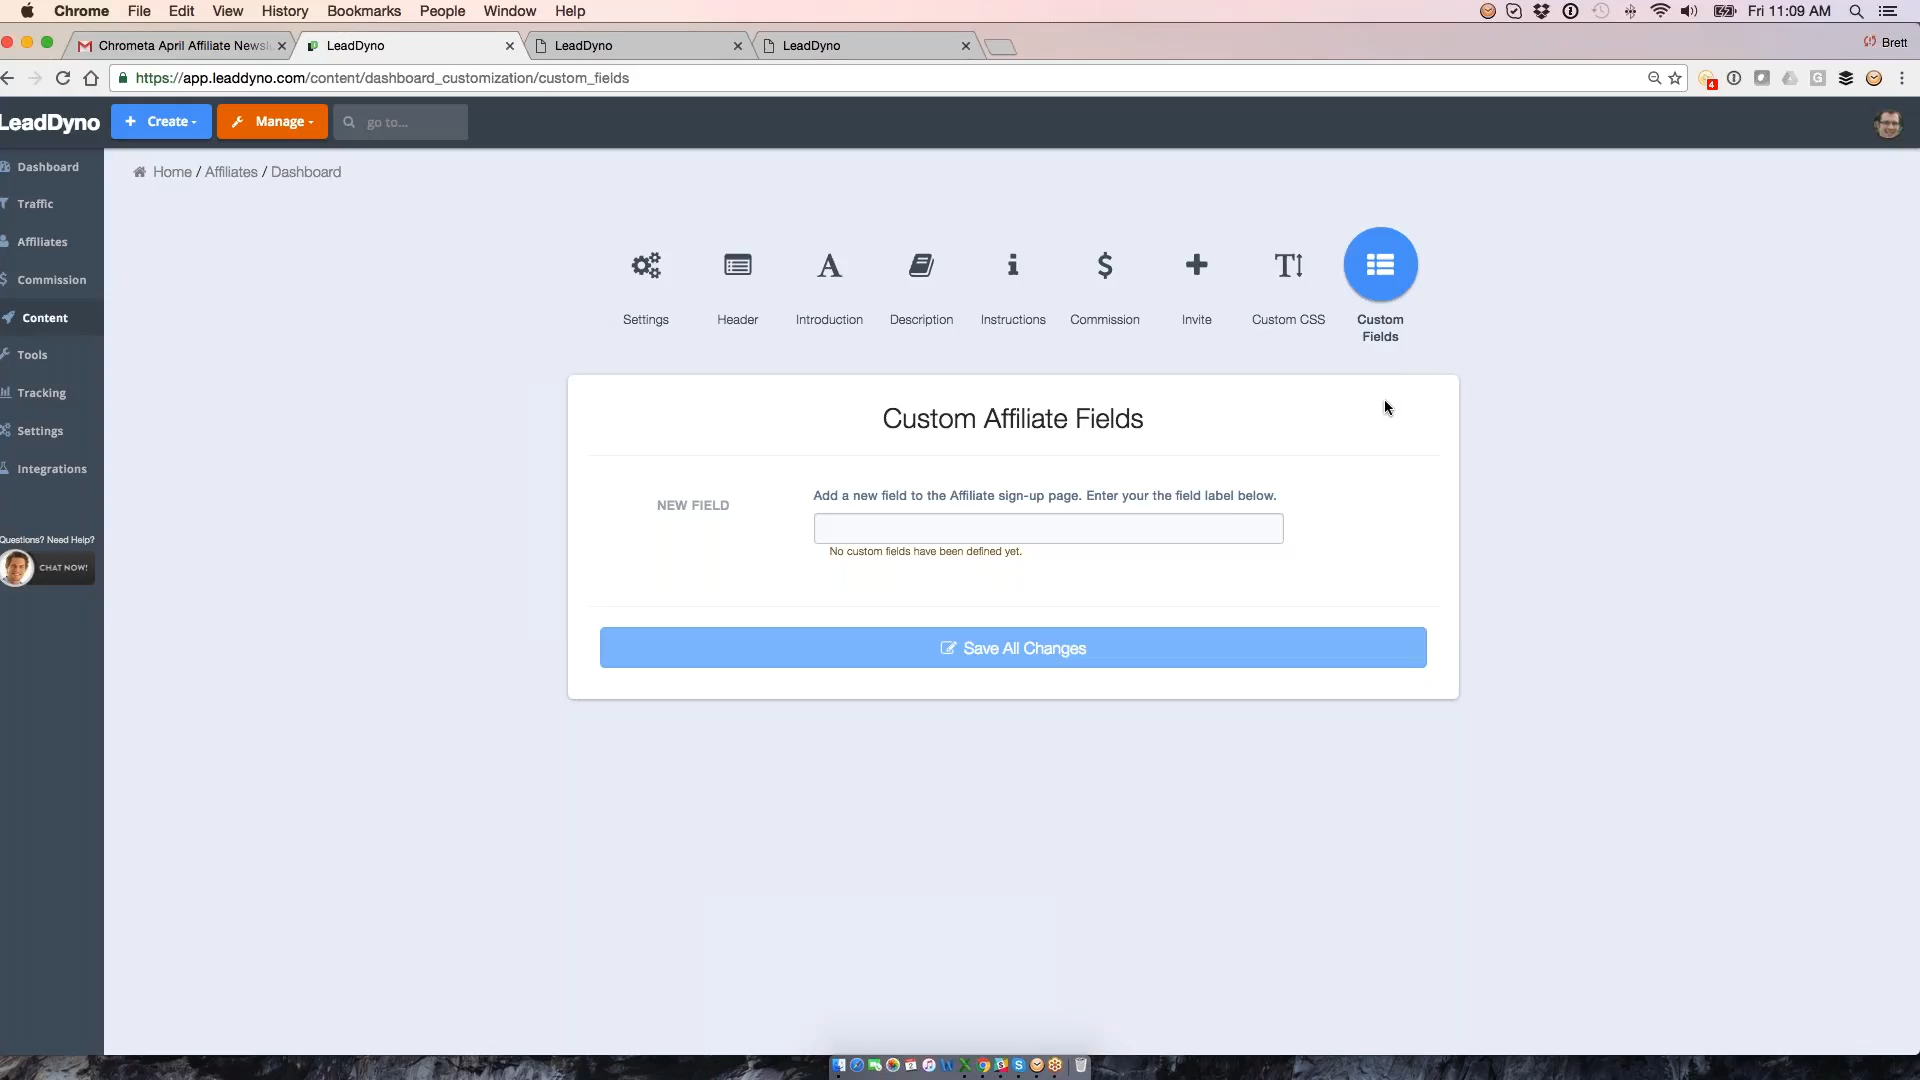 Chrome File Edit View History Bookmarks People Window Help Fri 11:09 AM
Chrometa April Affiliate Newsl LeadDyno LeadDyno LeadDyno Brett
https://app.leaddyno.com/content/dashboard_customization/custom_fields 4
LeadDyno + Create Manage go to...
Home / Affiliates / Dashboard
Dashboard
Traffic
Affiliates
Commission
Content
Tools
Tracking
Settings
Integrations
Questions? Need Help?
CHAT NOW!
Settings Header Introduction Description Instructions Commission Invite Custom CSS Custom
Fields
Custom Affiliate Fields
NEW FIELD
Add a new field to the Affiliate sign-up page. Enter your the field label below.
No custom fields have been defined yet.
Save All Changes